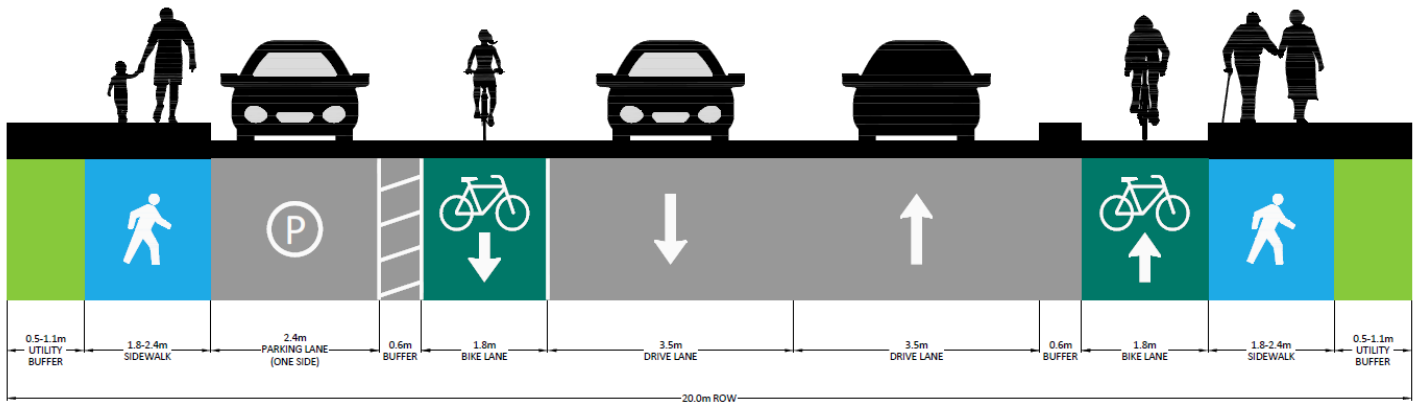 P
0.5-1.1m
UTILITY
BUFFER
1.8-2.4m
SIDEWALK
2.4m
PARKING LANE
(ONE SIDE)
0.6m
BUFFER
1.8m
BIKE LANE
3.5m
DRIVE LANE
3.5m
DRIVE LANE
0.6m
BUFFER
1.8m
BIKE LANE
1.8-2.4m
SIDEWALK
0.5-1.1m
UTILITY
BUFFER
20.0m ROW